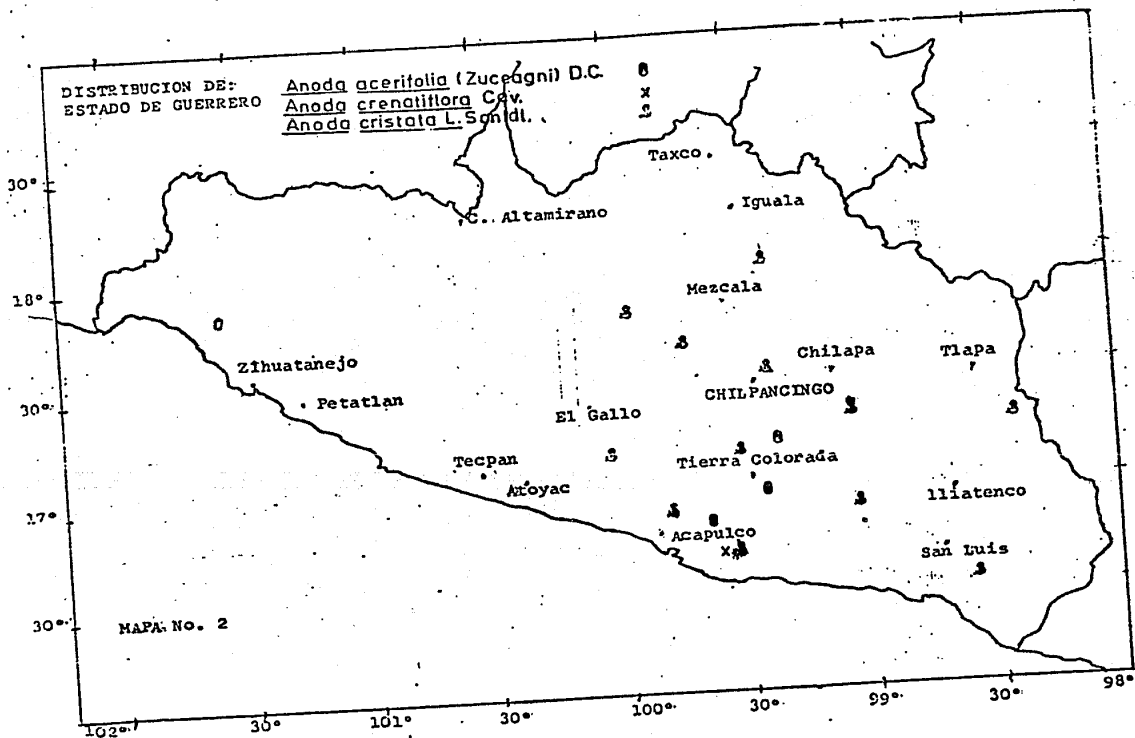 DISTRIBUCION DE: Anoda acerifolia (Zuccagni) D.C.
ESTADO DE GUERRERO Anoda crenatiflora Cav. x
Anoda cristata L. Schdl.
Taxco
30°
Iguala
C. Altamirano
18°
Mezcala
Zihuatanejo
Chilapa
Tlapa
CHILPANCINGO
30°
Petatlan
El Gallo
Tecpan
Tierra Colorada
Atoyac
Iliatenco
17°
Acapulco
x
San Luis
30°
MAPA. No. 2
102° 30° 101° 30° 100° 30° 99° 30° 98°